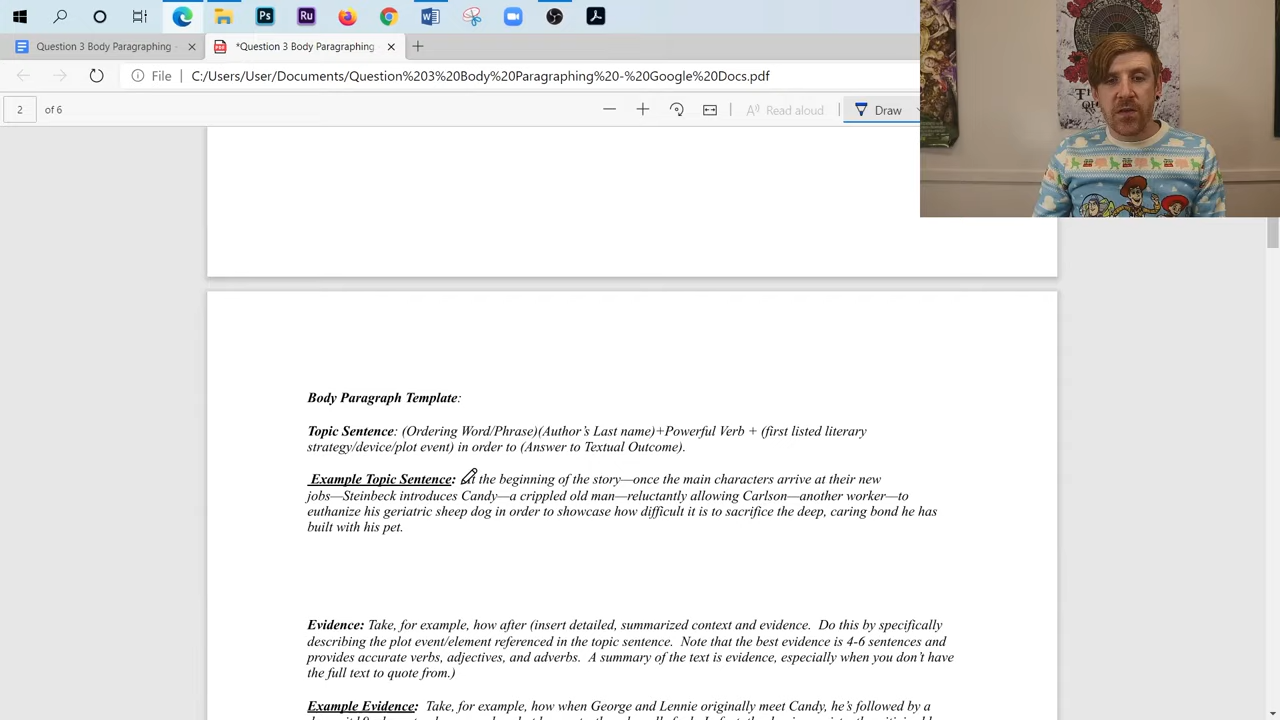 Ps
Ru
W
Question 3 Body Paragraphing -
*Question 3 Body Paragraphing
File
C:/Users/User/Documents/Question%203%20Body%20Paragraphing%20-%20Google%20Docs.pdf
2 of 6
Read aloud
Draw
Body Paragraph Template:
Topic Sentence: (Ordering Word/Phrase)(Author's Last name)+Powerful Verb + (first listed literary
strategy/device/plot event) in order to (Answer to Textual Outcome).
Example Topic Sentence: At the beginning of the story—once the main characters arrive at their new
jobs—Steinbeck introduces Candy—a crippled old man—reluctantly allowing Carlson—another worker—to
euthanize his geriatric sheep dog in order to showcase how difficult it is to sacrifice the deep, caring bond he has
built with his pet.
Evidence: Take, for example, how after (insert detailed, summarized context and evidence. Do this by specifically
describing the plot event/element referenced in the topic sentence. Note that the best evidence is 4-6 sentences and
provides accurate verbs, adjectives, and adverbs. A summary of the text is evidence, especially when you don't have
the full text to quote from.)
Example Evidence: Take, for example, how when George and Lennie originally meet Candy, he's followed by a